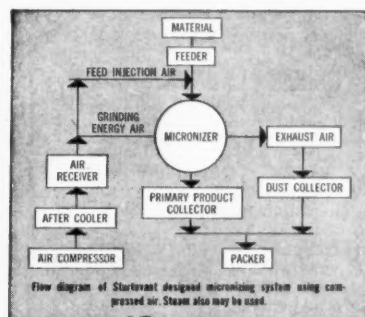 MATERIAL
FEEDER
FEED INJECTION AIR
GRINDING
ENERGY AIR
MICRONIZER
EXHAUST AIR
AIR
RECEIVER
PRIMARY PRODUCT
COLLECTOR
DUST COLLECTOR
AFTER COOLER
AIR COMPRESSOR
PACKER
Flow diagram of Sturtevant designed micronizing system using com-
pressed air. Steam also may be used.